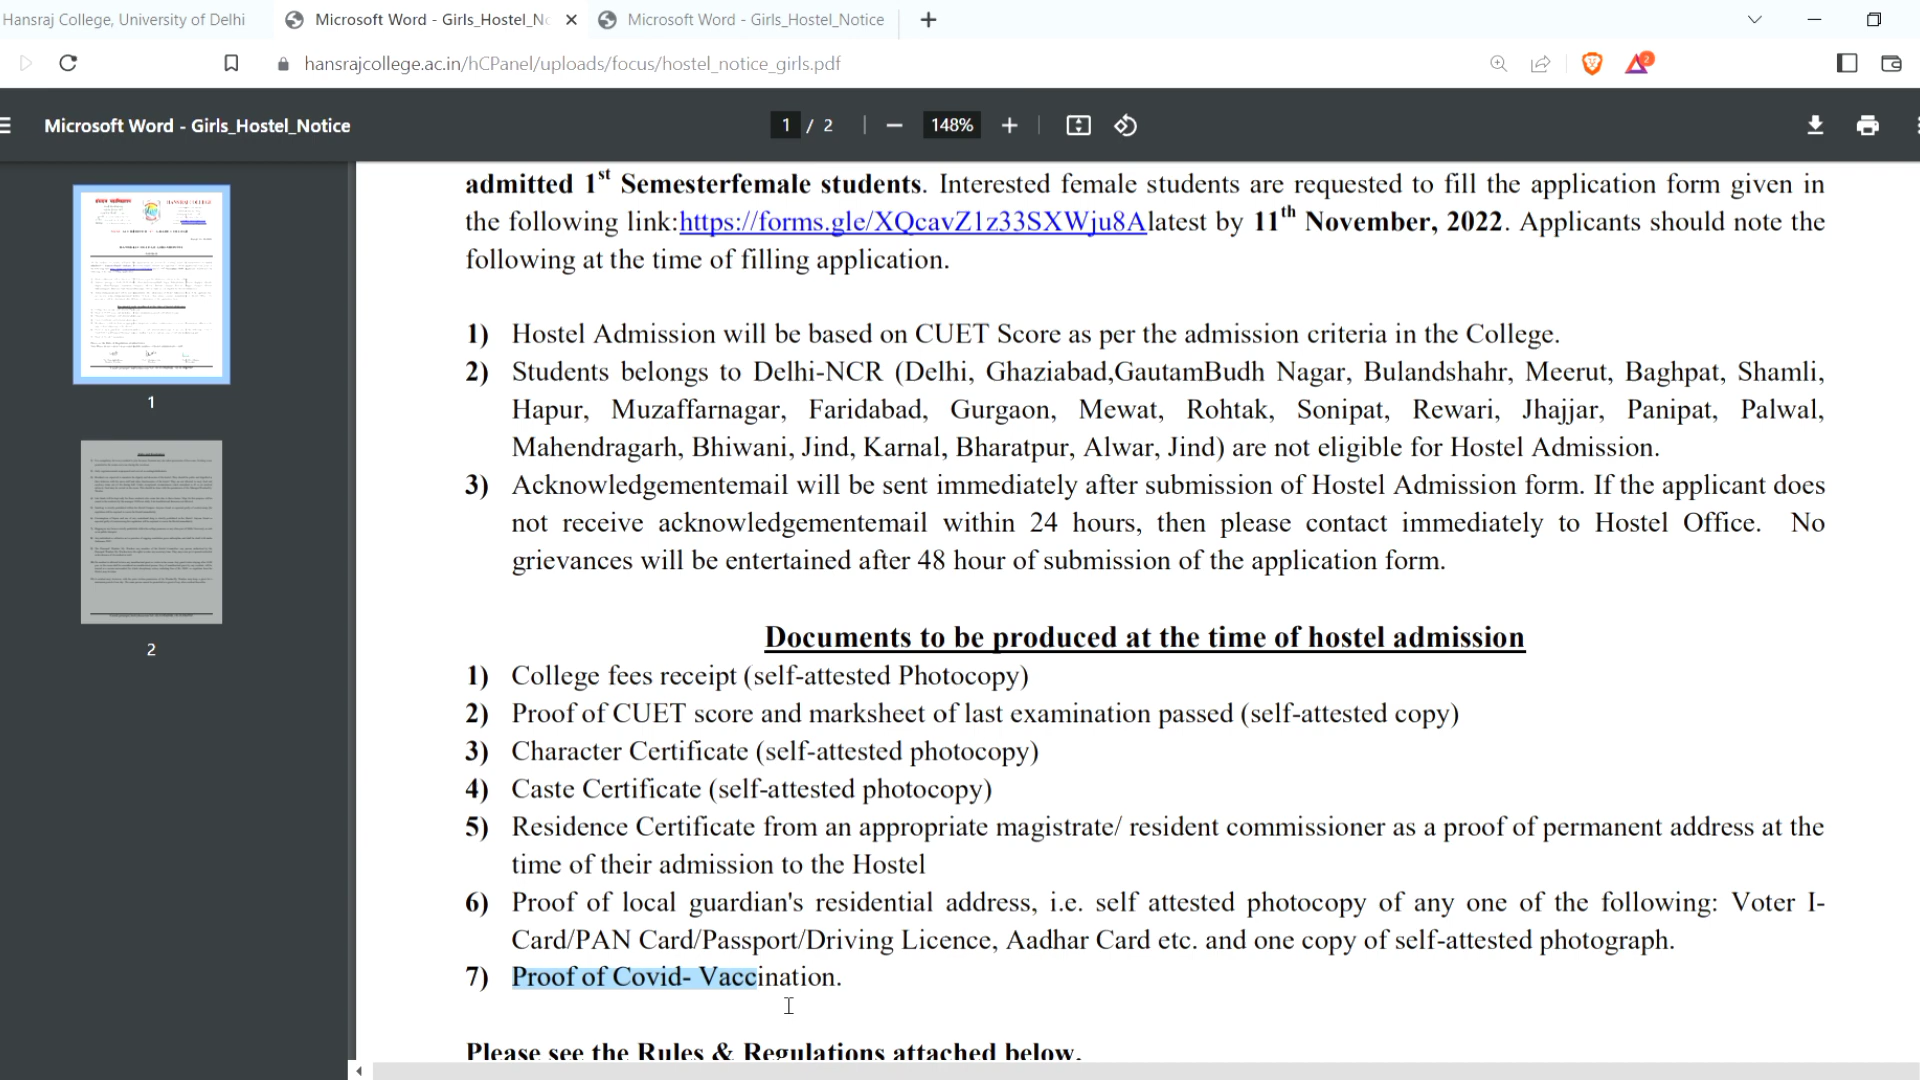 Hansraj College, University of Delhi
Microsoft Word - Girls_Hostel_No
Microsoft Word - Girls_Hostel_Notice
hansrajcollege.ac.in/hCPanel/uploads/focus/hostel_notice_girls.pdf
2
Microsoft Word - Girls_Hostel_Notice
1 / 2
148%
admitted 1st Semesterfemale students. Interested female students are requested to fill the application form given in
the following link:https://forms.gle/XQcavZ1z33SXWju8Alatest by 11th November, 2022. Applicants should note the
following at the time of filling application.
1) Hostel Admission will be based on CUET Score as per the admission criteria in the College.
2) Students belongs to Delhi-NCR (Delhi, Ghaziabad,GautamBudh Nagar, Bulandshahr, Meerut, Baghpat, Shamli,
Hapur, Muzaffarnagar, Faridabad, Gurgaon, Mewat, Rohtak, Sonipat, Rewari, Jhajjar, Panipat, Palwal,
Mahendragarh, Bhiwani, Jind, Karnal, Bharatpur, Alwar, Jind) are not eligible for Hostel Admission.
3) Acknowledgementemail will be sent immediately after submission of Hostel Admission form. If the applicant does
not receive acknowledgementemail within 24 hours, then please contact immediately to Hostel Office. No
grievances will be entertained after 48 hour of submission of the application form.
Documents to be produced at the time of hostel admission
1) College fees receipt (self-attested Photocopy)
2) Proof of CUET score and marksheet of last examination passed (self-attested copy)
3) Character Certificate (self-attested photocopy)
4) Caste Certificate (self-attested photocopy)
5) Residence Certificate from an appropriate magistrate/ resident commissioner as a proof of permanent address at the
time of their admission to the Hostel
6) Proof of local guardian's residential address, i.e. self attested photocopy of any one of the following: Voter I-
Card/PAN Card/Passport/Driving Licence, Aadhar Card etc. and one copy of self-attested photograph.
7) Proof of Covid- Vaccination.
Please see the Rules & Regulations attached below.
1
2